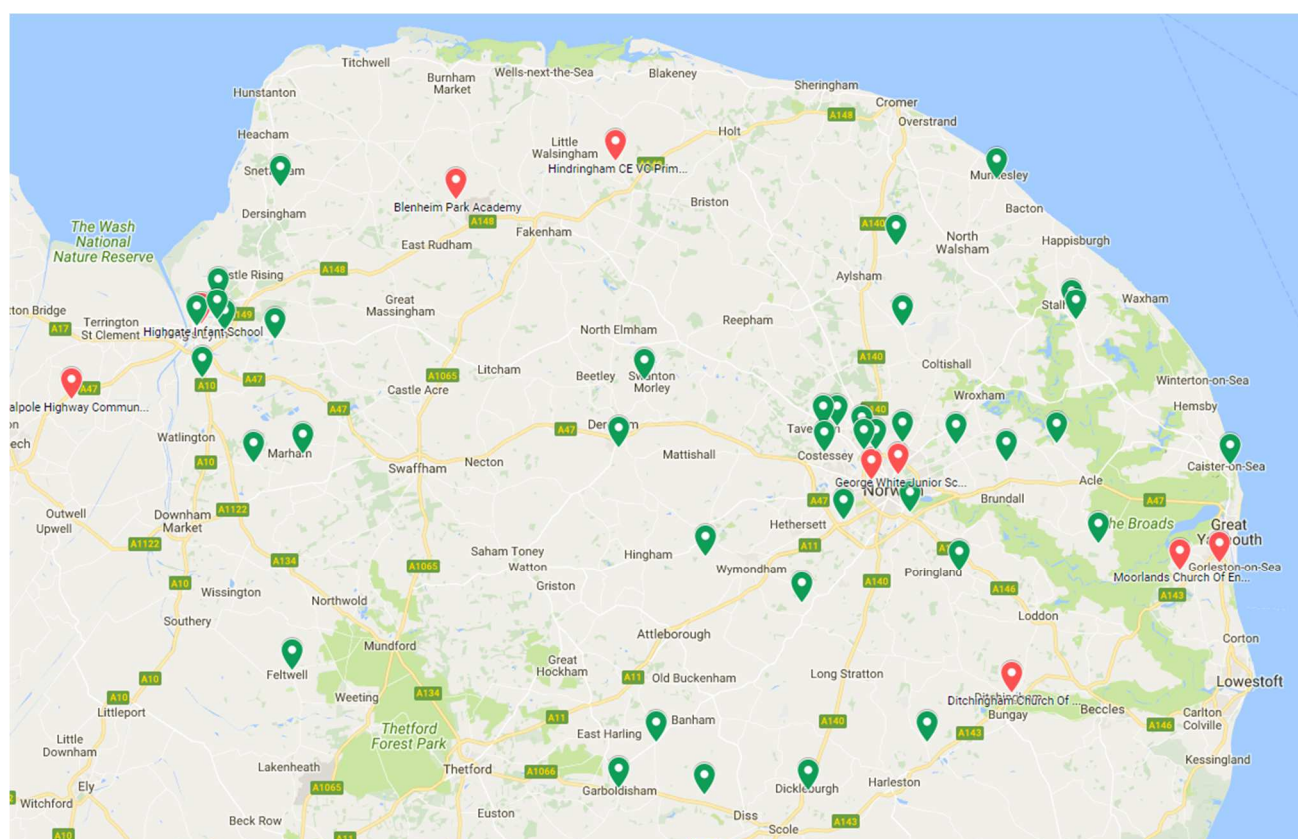 Titchwell
Wells-next-the-Sea
Burnham
Market
Blakeney
Hunstanton
Sheringham
Cromer
Overstrand
A148
Heacham
Holt
Little
Walsingham
Hindringham CE VC Prim...
Blenheim Park Academy
Dersingham
Briston
Bacton
A148
Fakenham
East Rudham
A140
North
Walsham
Happisburgh
The Wash
National
Nature Reserve
A148
Aylsham
Great
Massingham
Waxham
Terrington
St Clement
A17
Highgate Infant School
North Elmham
Reepham
A140
Coltishall
Litcham
Beetley
Swanton
Morley
A1065
Castle Acre
A10
A47
A47
Wroxham
Winterton-on-Sea
Hemsby
A140
alpole Highway Commun...
A47
Watlington
A10
Marham
Swaffham
Necton
A47
Mattishall
Costessey
Caister-on-Sea
George White Junior Sc...
Norwich
Acle
A47
A47
Brundall
Outwell
Upwell
Downham
Market
A1122
A1122
A134
A10
Hethersett
A11
The Broads
Great
Yarmouth
Gorleston-on-Sea
Moorlands Church Of En...
A143
Saham Toney
Watton
Hingham
Wymondham
Poringland
A140
A146
A1065
Griston
Wissington
Northwold
Southery
Loddon
Corton
Attleborough
Mundford
Feltwell
Great
Hockham
A11
Old Buckenham
Long Stratton
Weeting
A134
A10
A10
Littleport
Ditchingham Church Of ...
Bungay
Beccles
Lowestoft
Carlton
Colville
A146
A143
A140
Banham
East Harling
A11
Thetford
Forest Park
Little
Downham
Kessingland
Lakenheath
Thetford
A1066
Garboldisham
Dickleburgh
Harleston
Ely
Witchford
A1065
Beck Row
Euston
Diss
Scole
A143
A10
A11